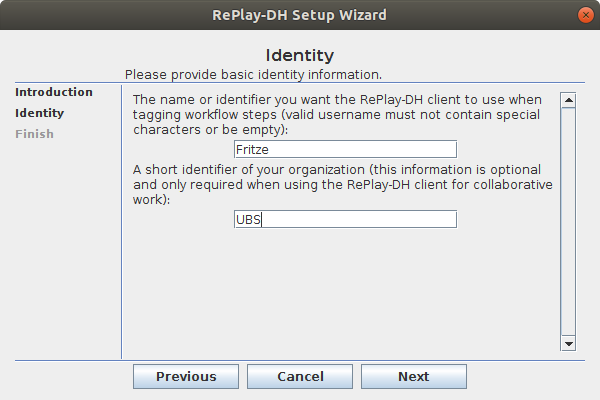 RePlay-DH Setup Wizard
Identity
Please provide basic identity information.
Introduction
Identity
Finish
The name or identifier you want the RePlay-DH client to use when
tagging workflow steps (valid username must not contain special
characters or be empty):
Fritze
A short identifier of your organization (this information is optional
and only required when using the RePlay-DH client for collaborative
work):
UBS
Previous
Cancel
Next